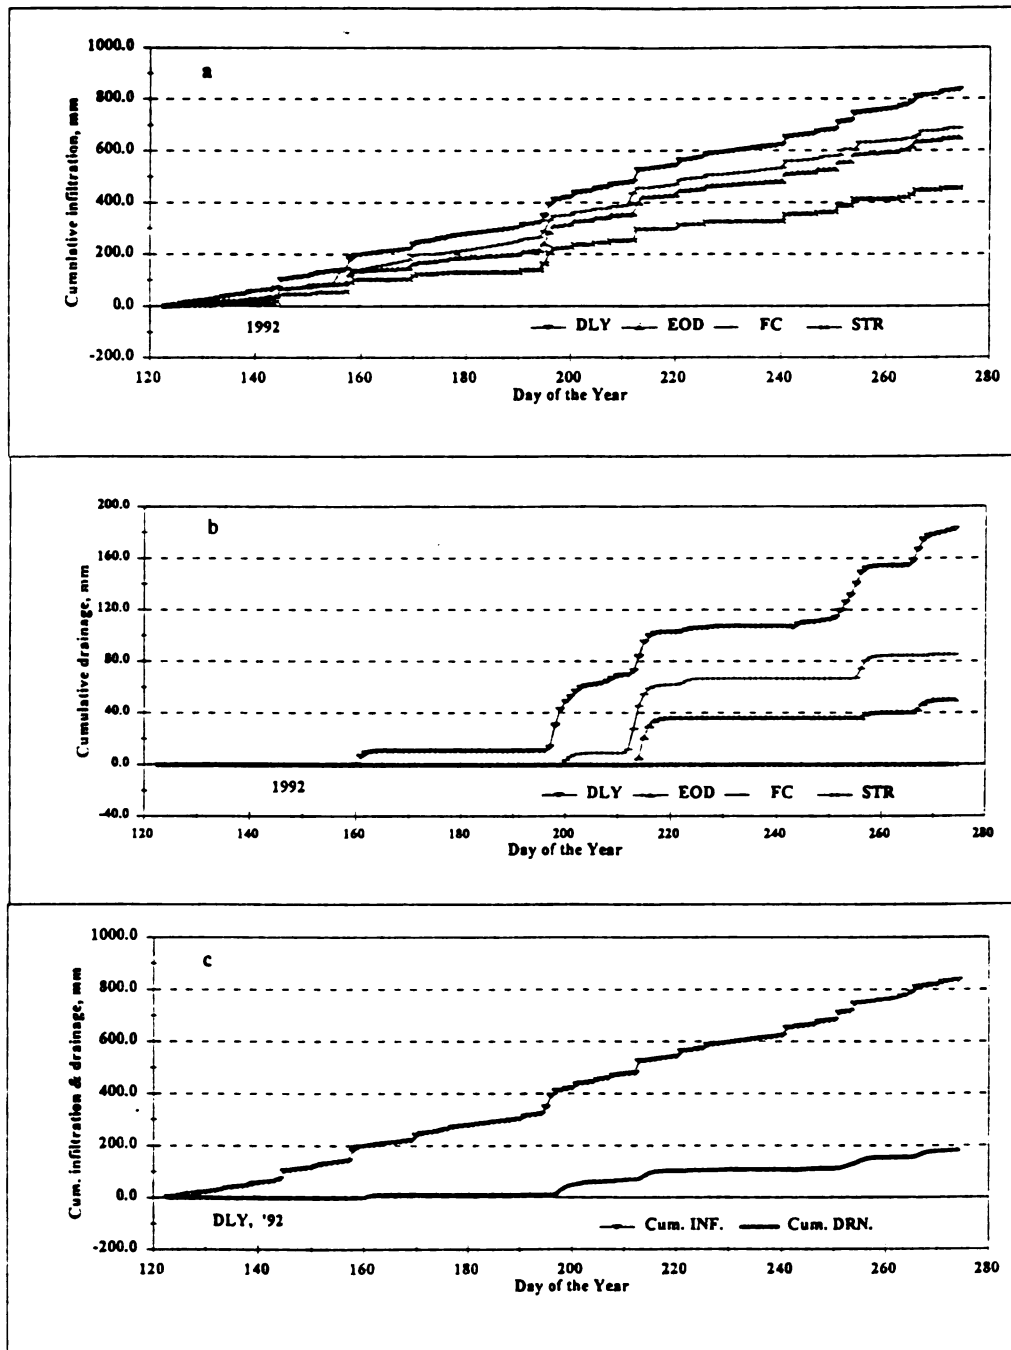 1000.0
a
800.0
600.0
400.0
200.0
0.0
-200.0
Cumulative infiltration, mm
1992
DLY EOD FC STR
120 140 160 180 200 220 240 260 280
Day of the Year
200.0
b
160.0
120.0
80.0
40.0
0.0
-40.0
Cumulative drainage, mm
1992
DLY EOD FC STR
120 140 160 180 200 220 240 260 280
Day of the Year
1000.0
c
800.0
600.0
400.0
200.0
0.0
-200.0
Cum. infiltration & drainage, mm
DLY, '92
Cum. INF. Cum. DRN.
120 140 160 180 200 220 240 260 280
Day of the Year